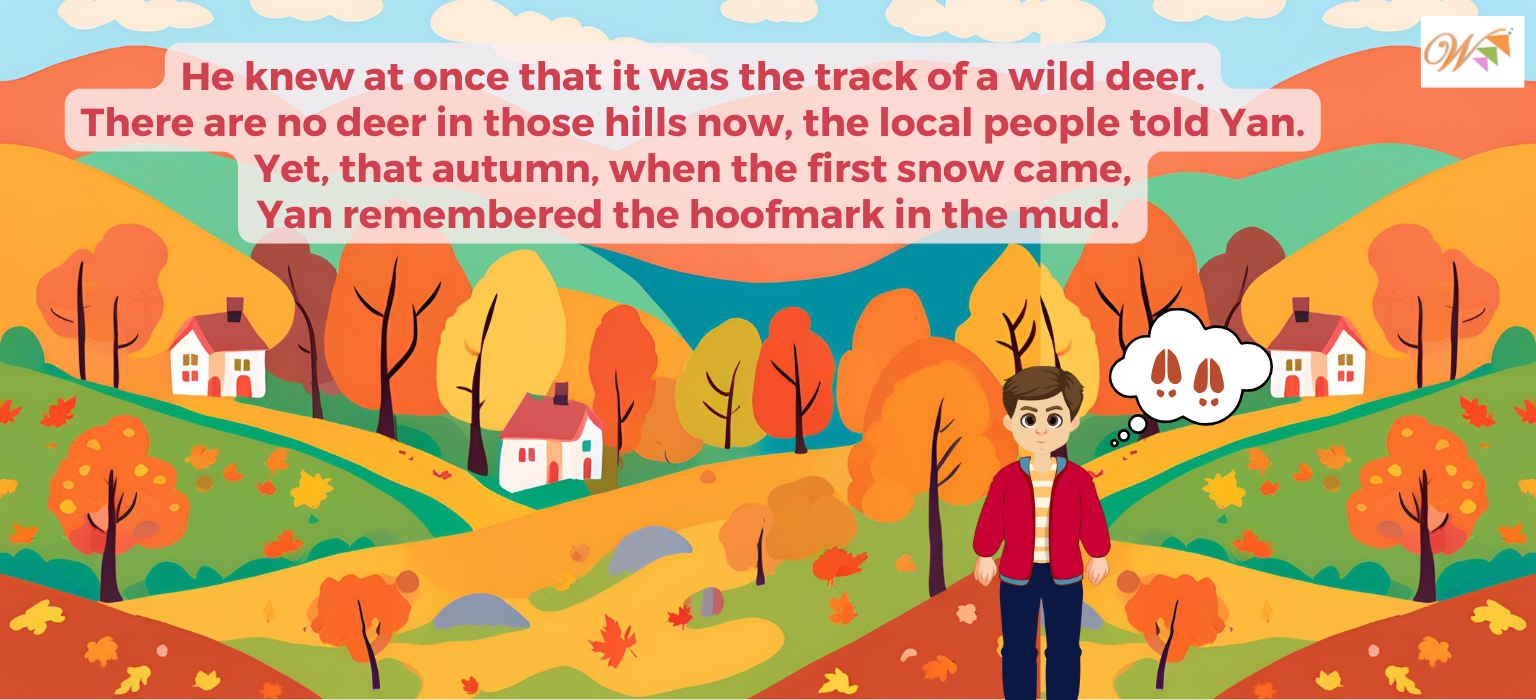 He knew at once that it was the track of a wild deer.
There are no deer in those hills now, the local people told Yan.
Yet, that autumn, when the first snow came,
Yan remembered the hoofmark in the mud.
W